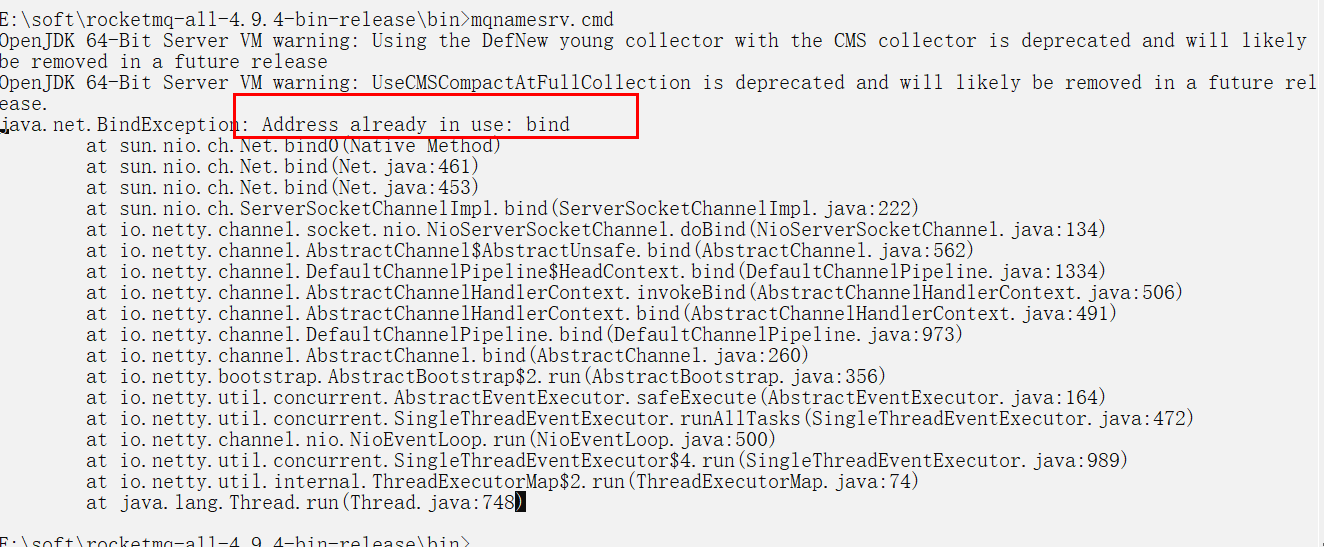 E:\soft\rocketmq-all-4.9.4-bin-release\bin>mqnamesrv.cmd
OpenJDK 64-Bit Server VM warning: Using the DefNew young collector with the CMS collector is deprecated and will likely
be removed in a future release
OpenJDK 64-Bit Server VM warning: UseCMSCompactAtFullCollection is deprecated and will likely be removed in a future rel
ease.
java.net.BindException: Address already in use: bind
        at sun.nio.ch.Net.bind0(Native Method)
        at sun.nio.ch.Net.bind(Net.java:461)
        at sun.nio.ch.Net.bind(Net.java:453)
        at sun.nio.ch.ServerSocketChannelImpl.bind(ServerSocketChannelImpl.java:222)
        at io.netty.channel.socket.nio.NioServerSocketChannel.doBind(NioServerSocketChannel.java:134)
        at io.netty.channel.AbstractChannel$AbstractUnsafe.bind(AbstractChannel.java:562)
        at io.netty.channel.DefaultChannelPipeline$HeadContext.bind(DefaultChannelPipeline.java:1334)
        at io.netty.channel.AbstractChannelHandlerContext.invokeBind(AbstractChannelHandlerContext.java:506)
        at io.netty.channel.AbstractChannelHandlerContext.bind(AbstractChannelHandlerContext.java:491)
        at io.netty.channel.DefaultChannelPipeline.bind(DefaultChannelPipeline.java:973)
        at io.netty.channel.AbstractChannel.bind(AbstractChannel.java:260)
        at io.netty.bootstrap.AbstractBootstrap$2.run(AbstractBootstrap.java:356)
        at io.netty.util.concurrent.AbstractEventExecutor.safeExecute(AbstractEventExecutor.java:164)
        at io.netty.util.concurrent.SingleThreadEventExecutor.runAllTasks(SingleThreadEventExecutor.java:472)
        at io.netty.channel.nio.NioEventLoop.run(NioEventLoop.java:500)
        at io.netty.util.concurrent.SingleThreadEventExecutor$4.run(SingleThreadEventExecutor.java:989)
        at io.netty.util.internal.ThreadExecutorMap$2.run(ThreadExecutorMap.java:74)
        at java.lang.Thread.run(Thread.java:748)
E:\soft\rocketmq-all-4.9.4-bin-release\bin>